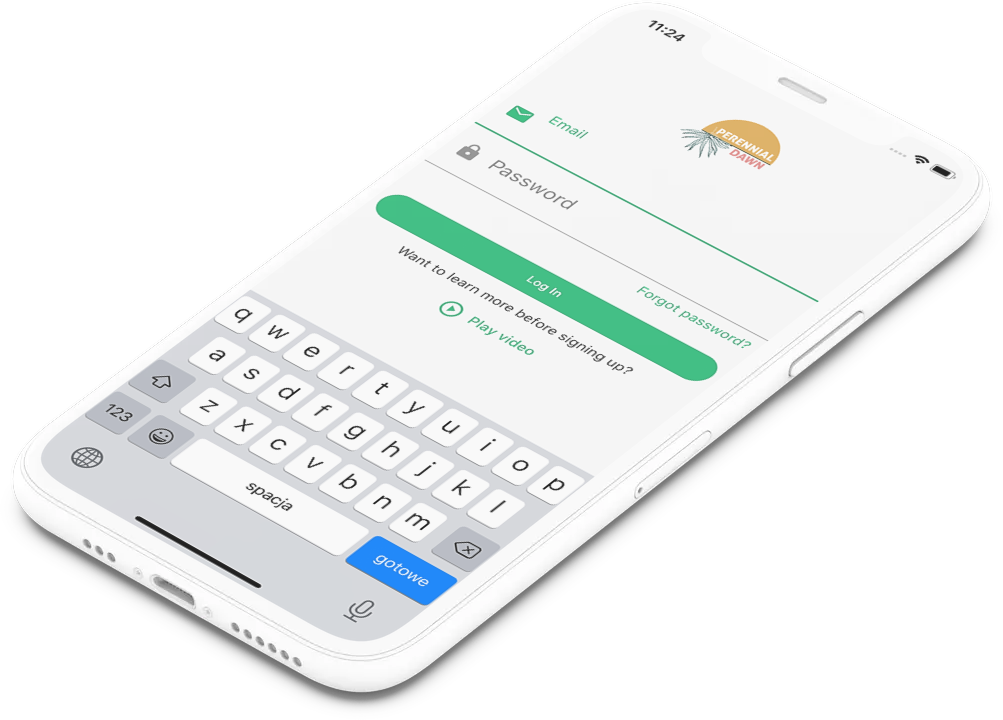 11:24
PERENNIAL
DAWN
Email
Password
Forgot password?
Log In
Want to learn more before signing up?
Play video
q w e r t y u i o p
a s d f g h j k l
z x c v b n m
123
spacja
gotowe